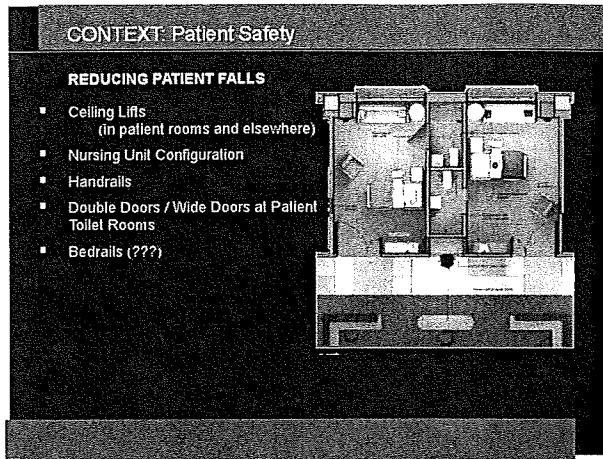 CONTEXT: Patient Safety
REDUCING PATIENT FALLS
▪ Ceiling Lifts
(in patient rooms and elsewhere)
▪ Nursing Unit Configuration
▪ Handrails
▪ Double Doors / Wide Doors at Patient
Toilet Rooms
▪ Bedrails (???)